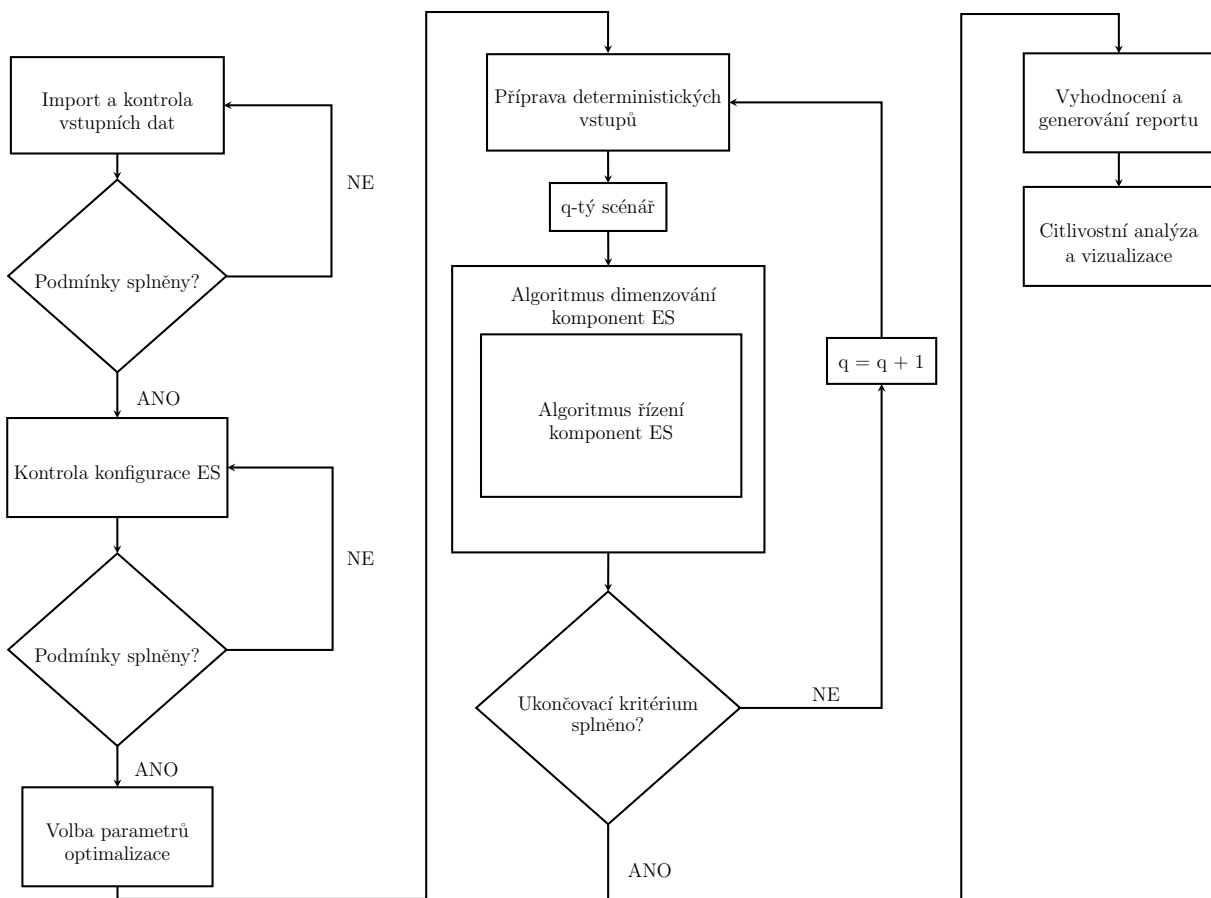 Import a kontrola
vstupních dat
NE
Podmínky splněny?
ANO
Kontrola konfigurace ES
NE
Podmínky splněny?
ANO
Volba parametrů
optimalizace
Příprava deterministických
vstupů
q-tý scénář
Algoritmus dimenzování
komponent ES
Algoritmus řízení
komponent ES
q = q + 1
Ukončovací kritérium
splněno?
NE
ANO
Vyhodnocení a
generování reportu
Citlivostní analýza
a vizualizace